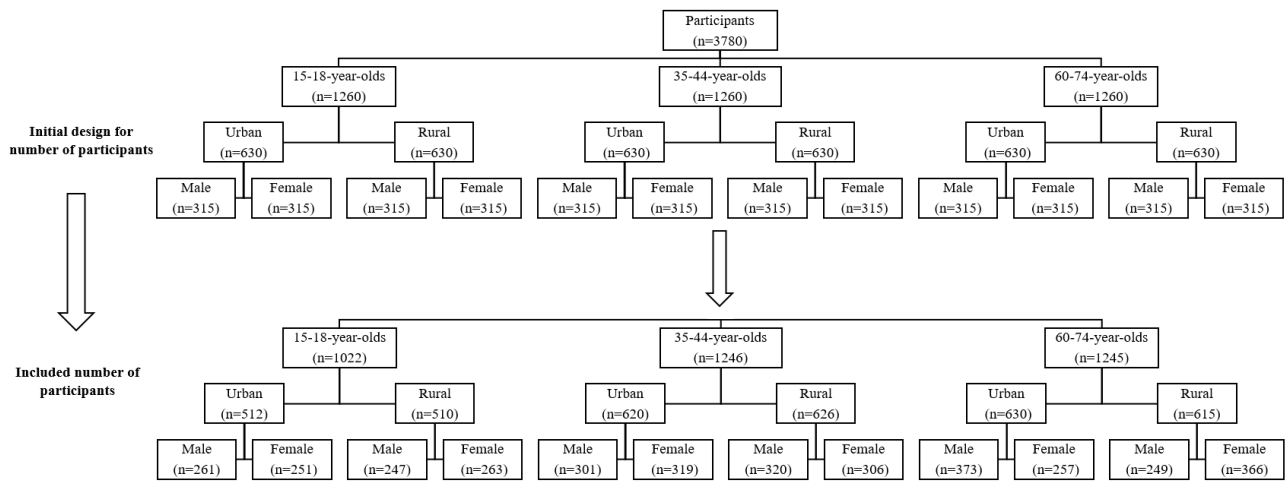 Participants
(n=3780)
15-18-year-olds
(n=1260)
35-44-year-olds
(n=1260)
60-74-year-olds
(n=1260)
Initial design for
number of participants
Urban
(n=630)
Rural
(n=630)
Urban
(n=630)
Rural
(n=630)
Urban
(n=630)
Rural
(n=630)
Male
(n=315)
Female
(n=315)
Male
(n=315)
Female
(n=315)
Male
(n=315)
Female
(n=315)
Male
(n=315)
Female
(n=315)
Male
(n=315)
Female
(n=315)
Male
(n=315)
Female
(n=315)
15-18-year-olds
(n=1022)
35-44-year-olds
(n=1246)
60-74-year-olds
(n=1245)
Included number of
participants
Urban
(n=512)
Rural
(n=510)
Urban
(n=620)
Rural
(n=626)
Urban
(n=630)
Rural
(n=615)
Male
(n=261)
Female
(n=251)
Male
(n=247)
Female
(n=263)
Male
(n=301)
Female
(n=319)
Male
(n=320)
Female
(n=306)
Male
(n=373)
Female
(n=257)
Male
(n=249)
Female
(n=366)